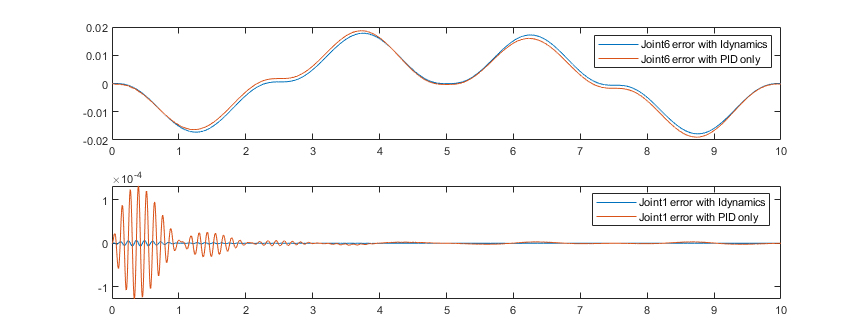 0.02
0.01
0
-0.01
-0.02
0 1 2 3 4 5 6 7 8 9 10
Joint6 error with Idynamics
Joint6 error with PID only
×10-4
1
0
-1
0 1 2 3 4 5 6 7 8 9 10
Joint1 error with Idynamics
Joint1 error with PID only